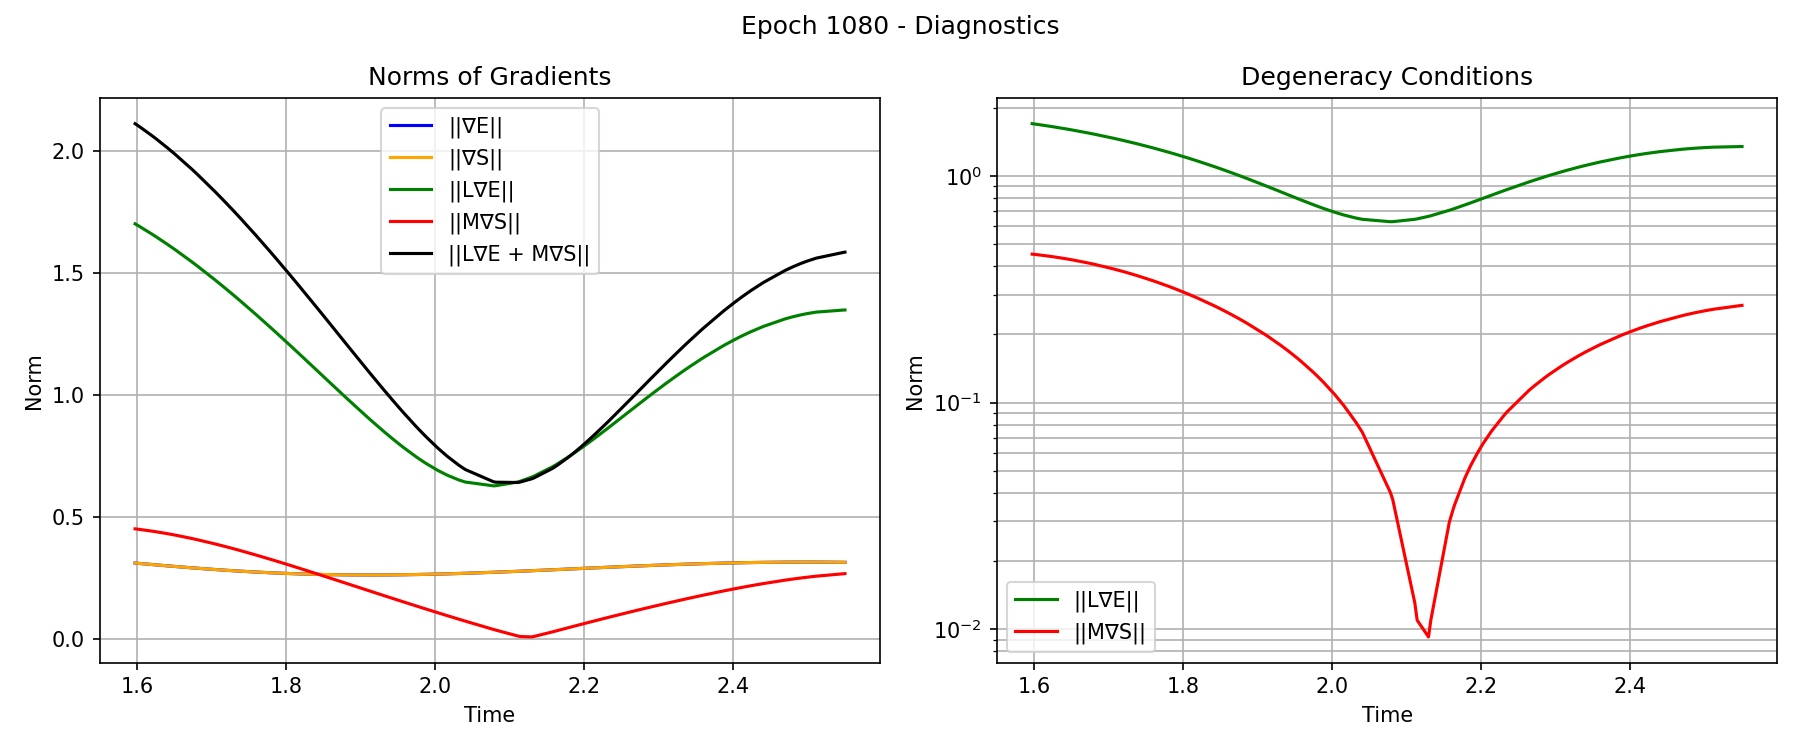 Epoch 1080 - Diagnostics
Norms of Gradients
||∇E||
||∇S||
||L∇E||
||M∇S||
||L∇E + M∇S||
Norm
2.0
1.5
1.0
0.5
0.0
1.6 1.8 2.0 2.2 2.4
Time
Degeneracy Conditions
Norm
10⁰
10⁻¹
10⁻²
||L∇E||
||M∇S||
1.6 1.8 2.0 2.2 2.4
Time